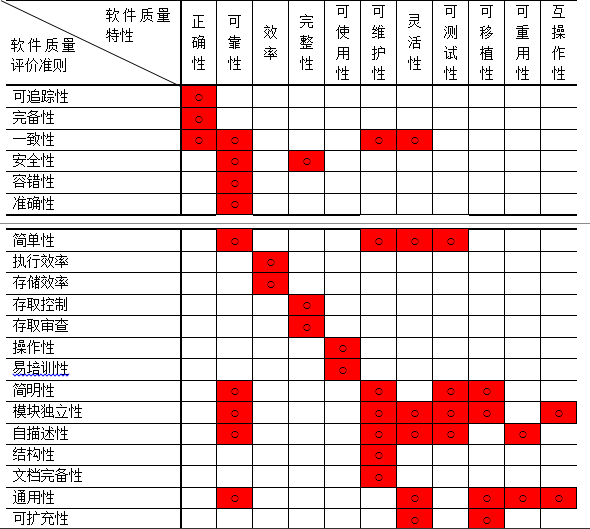 软件质量特性
软件质量评价准则
正确性
可靠性
效率
完整性
可使用性
可维护性
灵活性
可测试性
可移植性
可重用性
互操作性
可追踪性 ○
完备性 ○
一致性 ○ ○ ○ ○
安全性 ○ ○
容错性 ○
准确性 ○
简单性 ○ ○ ○ ○
执行效率 ○
存储效率 ○
存取控制 ○
存取审查 ○
操作性 ○
易培训性 ○
简明性 ○ ○ ○ ○
模块独立性 ○ ○ ○ ○ ○ ○
自描述性 ○ ○ ○ ○ ○
结构性 ○
文档完备性 ○
通用性 ○ ○ ○ ○ ○
可扩充性 ○ ○